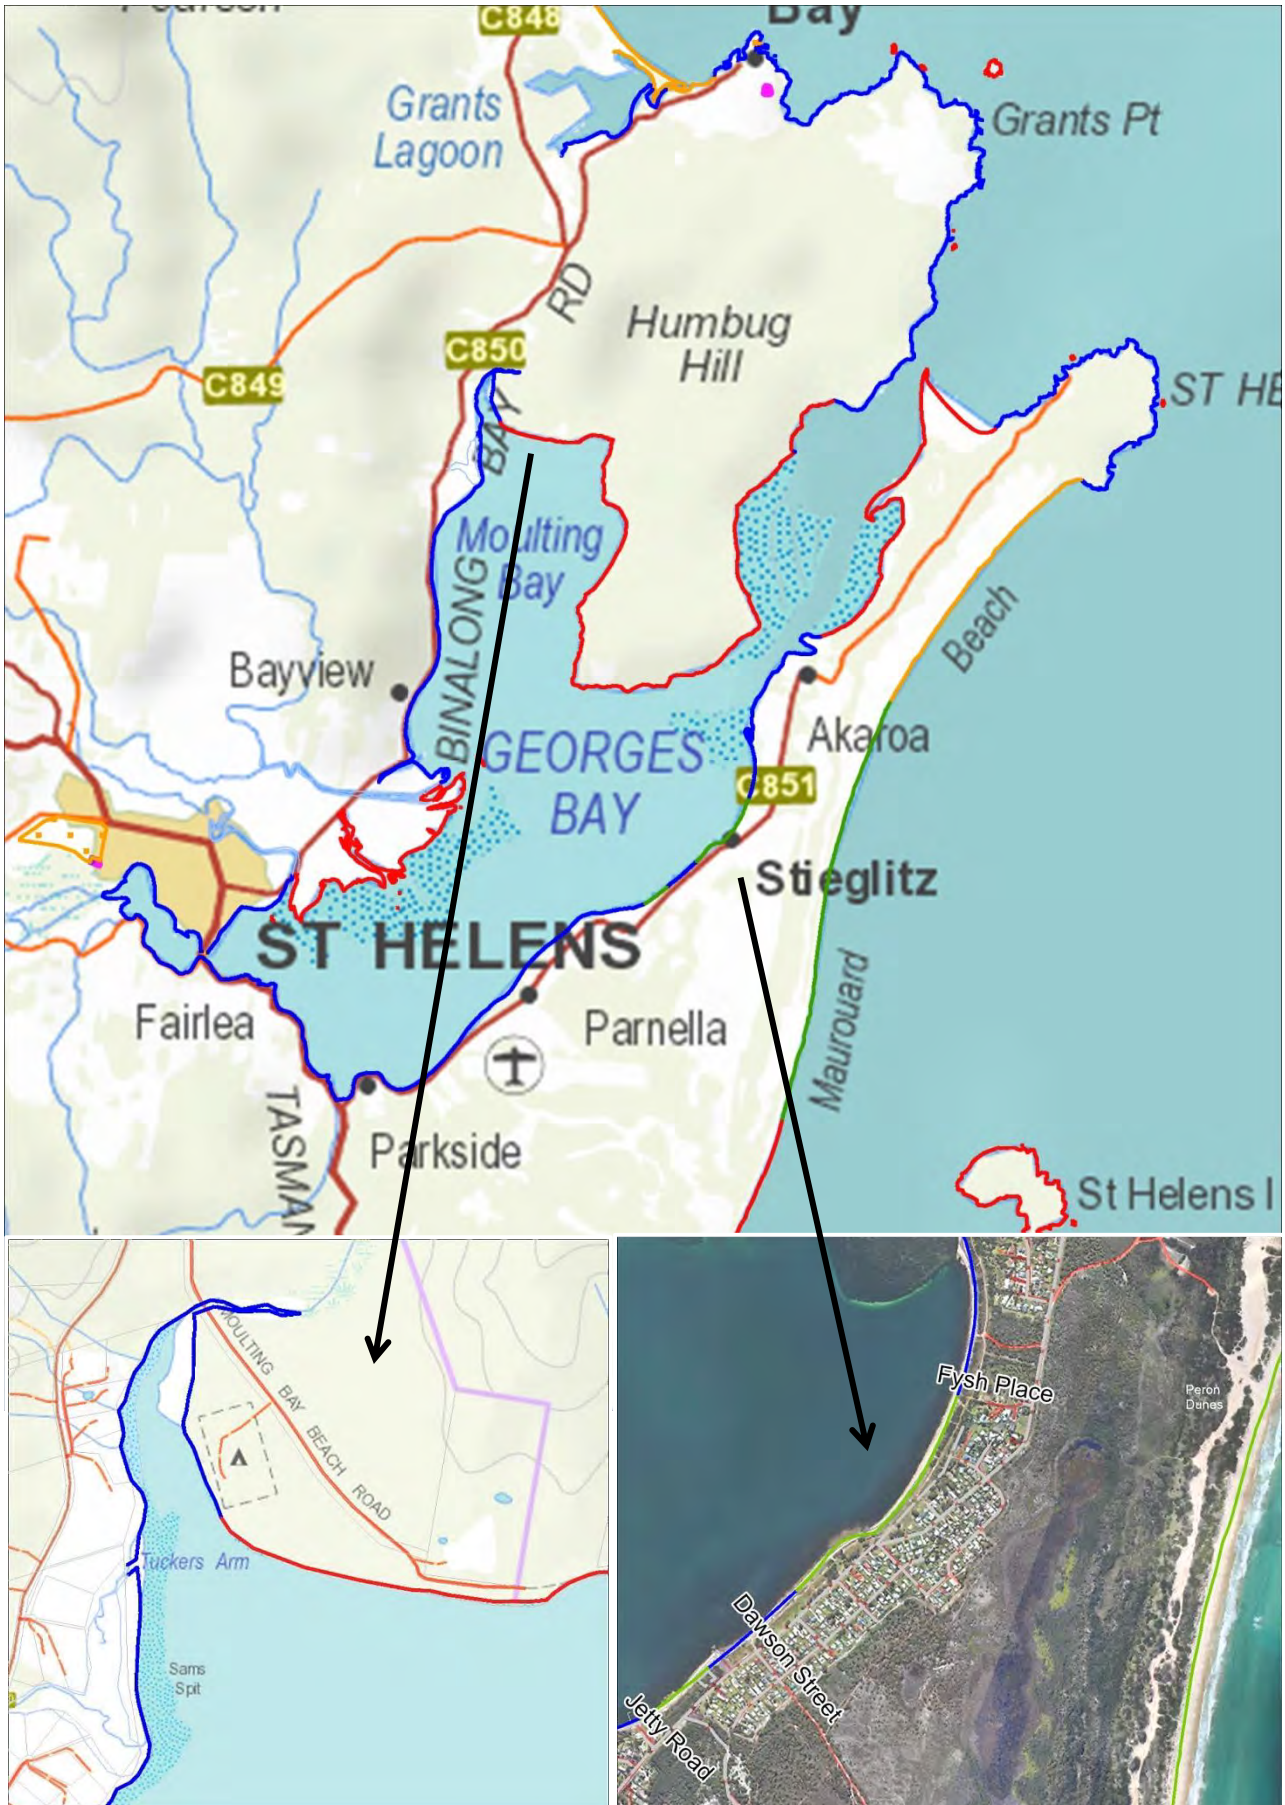 C848
Bay
Grants
Lagoon
Grants Pt
RD
Humbug
Hill
C850
C849
ST HE
BAY
Moulting
Bay
BINALONG
Beach
Bayview
Akaroa
GEORGES
BAY
C851
Stieglitz
ST HELENS
Maurouard
Fairlea
Parnella
TASMAN
Parkside
St Helens I
MOULTING BAY BEACH ROAD
Tuckers Arm
Sams
Spit
Fysh Place
Peron
Dunes
Dawson Street
Jetty Road